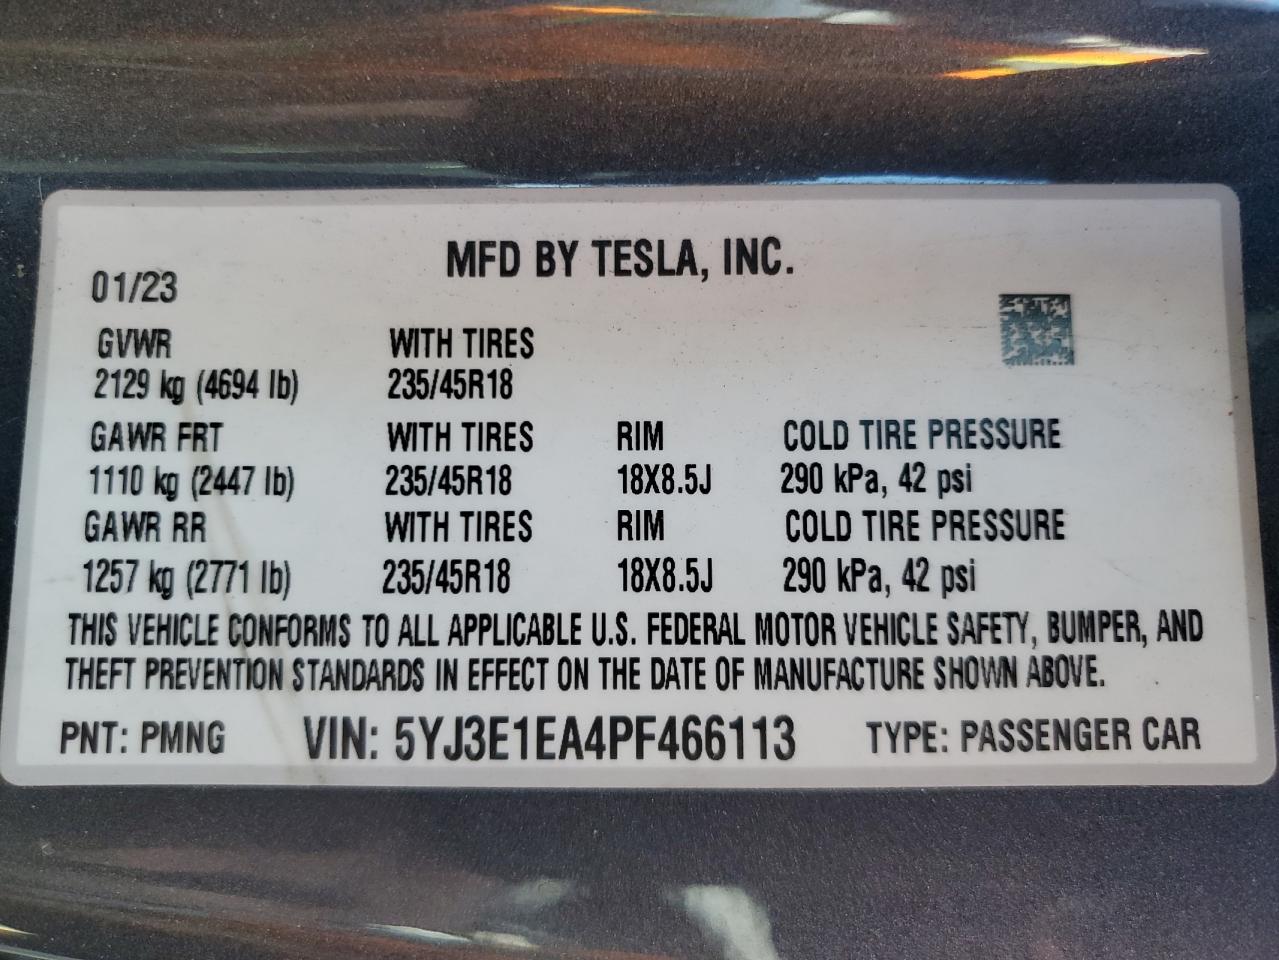 MFD BY TESLA, INC.
01/23
GVWR WITH TIRES
2129 kg (4694 lb) 235/45R18
GAWR FRT WITH TIRES RIM COLD TIRE PRESSURE
1110 kg (2447 lb) 235/45R18 18X8.5J 290 kPa, 42 psi
GAWR RR WITH TIRES RIM COLD TIRE PRESSURE
1257 kg (2771 lb) 235/45R18 18X8.5J 290 kPa, 42 psi
THIS VEHICLE CONFORMS TO ALL APPLICABLE U.S. FEDERAL MOTOR VEHICLE SAFETY, BUMPER, AND
THEFT PREVENTION STANDARDS IN EFFECT ON THE DATE OF MANUFACTURE SHOWN ABOVE.
PNT: PMNG VIN: 5YJ3E1EA4PF466113 TYPE: PASSENGER CAR